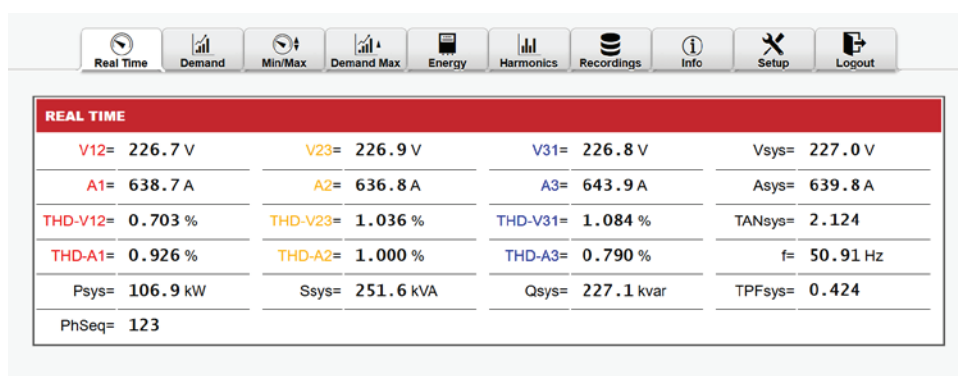 Real Time Demand Min/Max Demand Max Energy Harmonics Recordings Info Setup Logout
REAL TIME
V12= 226.7 V V23= 226.9 V V31= 226.8 V Vsys= 227.0 V
A1= 638.7 A A2= 636.8 A A3= 643.9 A Asys= 639.8 A
THD-V12= 0.703 % THD-V23= 1.036 % THD-V31= 1.084 % TANsys= 2.124
THD-A1= 0.926 % THD-A2= 1.000 % THD-A3= 0.790 % f= 50.91 Hz
Psys= 106.9 kW Ssys= 251.6 kVA Qsys= 227.1 kvar TPFsys= 0.424
PhSeq= 123